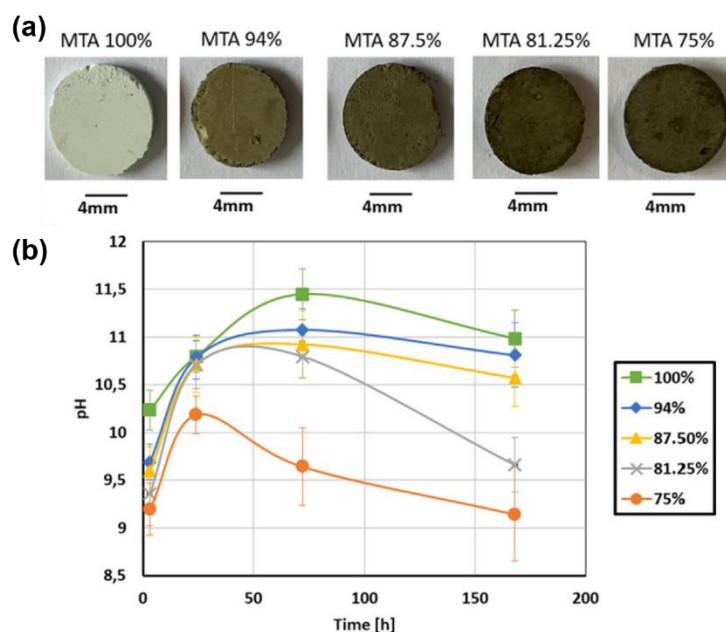 (a)
MTA 100% MTA 94% MTA 87.5% MTA 81.25% MTA 75%
4mm 4mm 4mm 4mm 4mm
(b)
12
11,5
11
10,5
10
9,5
9
8,5
pH
0 50 100 150 200
Time [h]
100%
94%
87.50%
81.25%
75%